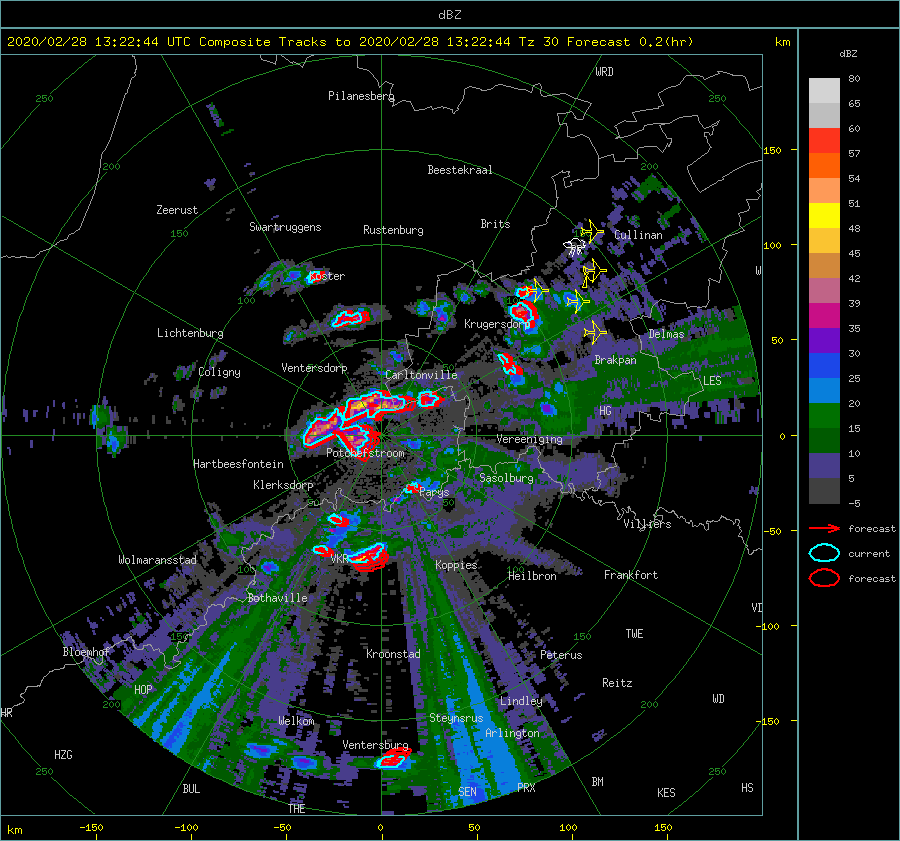 dBZ
2020/02/28 13:22:44 UTC Composite Tracks to 2020/02/28 13:22:44 Tz 30 Forecast 0.2(hr)
km
dBZ
80
65
60
57
54
51
48
45
42
39
35
30
25
20
15
10
5
-5
forecast
current
forecast
WRD
250
Pilanesberg
250
150
200
Beestekraal
200
Zeerust
Swartruggens
Rustenburg
Brits
150
Cullinan
100
Koster
W
100
Krugersdorp
Lichtenburg
Delmas
50
Ventersdorp
Carltonville
Brakpan
Coligny
LES
HG
Vereeniging
0
Potchefstroom
Hartbeesfontein
Klerksdorp
Sasolburg
Parys
50
50
Villiers
-50
Wolmaransstad
VKR
Koppies
100
100
Heilbron
Frankfort
Bothaville
VD
-100
150
150
TWE
Bloemhof
Kroonstad
Peterus
HOP
Reitz
200
200
WD
HR
Lindley
Welkom
Steynsrus
-150
Arlington
Ventersburg
HZG
250
250
BUL
SEN
PRX
BM
KES
HS
THE
km
-150
-100
-50
0
50
100
150